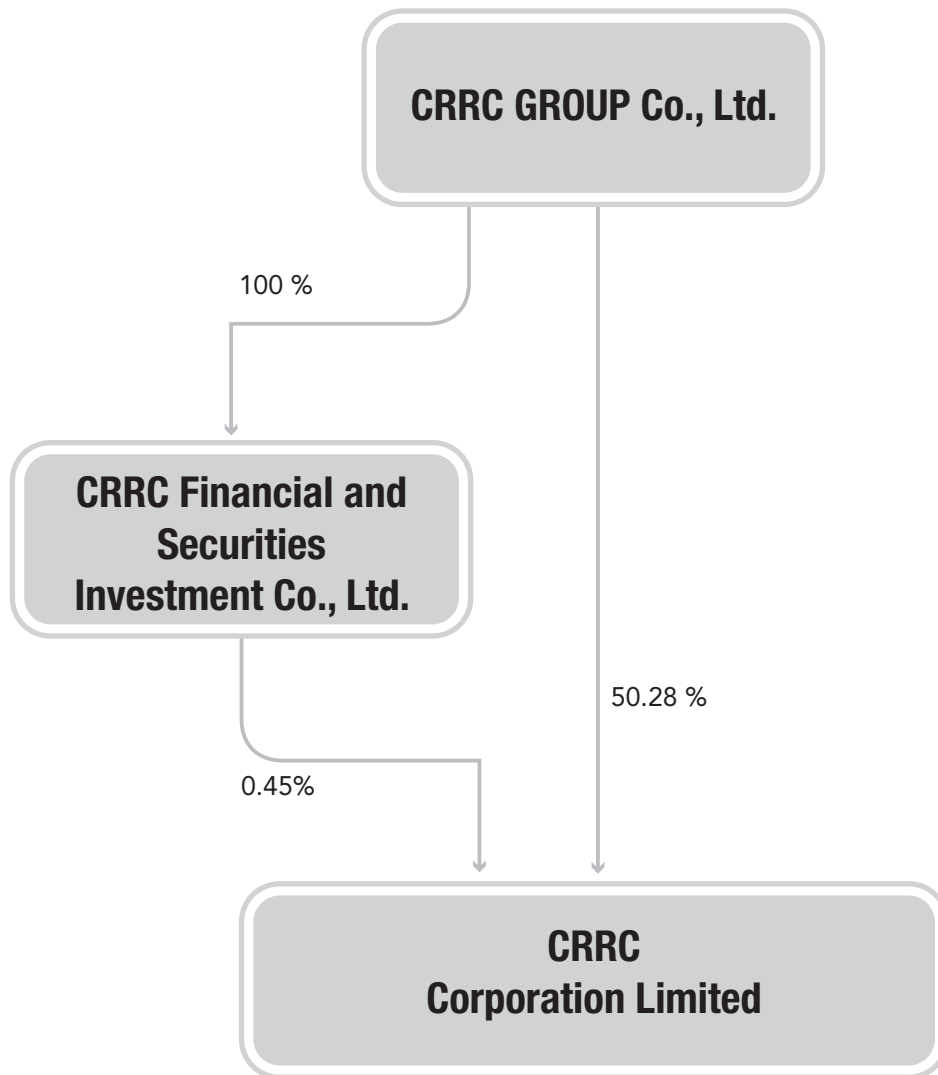 CRRC GROUP Co., Ltd.
100 %
CRRC Financial and
Securities
Investment Co., Ltd.
50.28 %
0.45%
CRRC
Corporation Limited